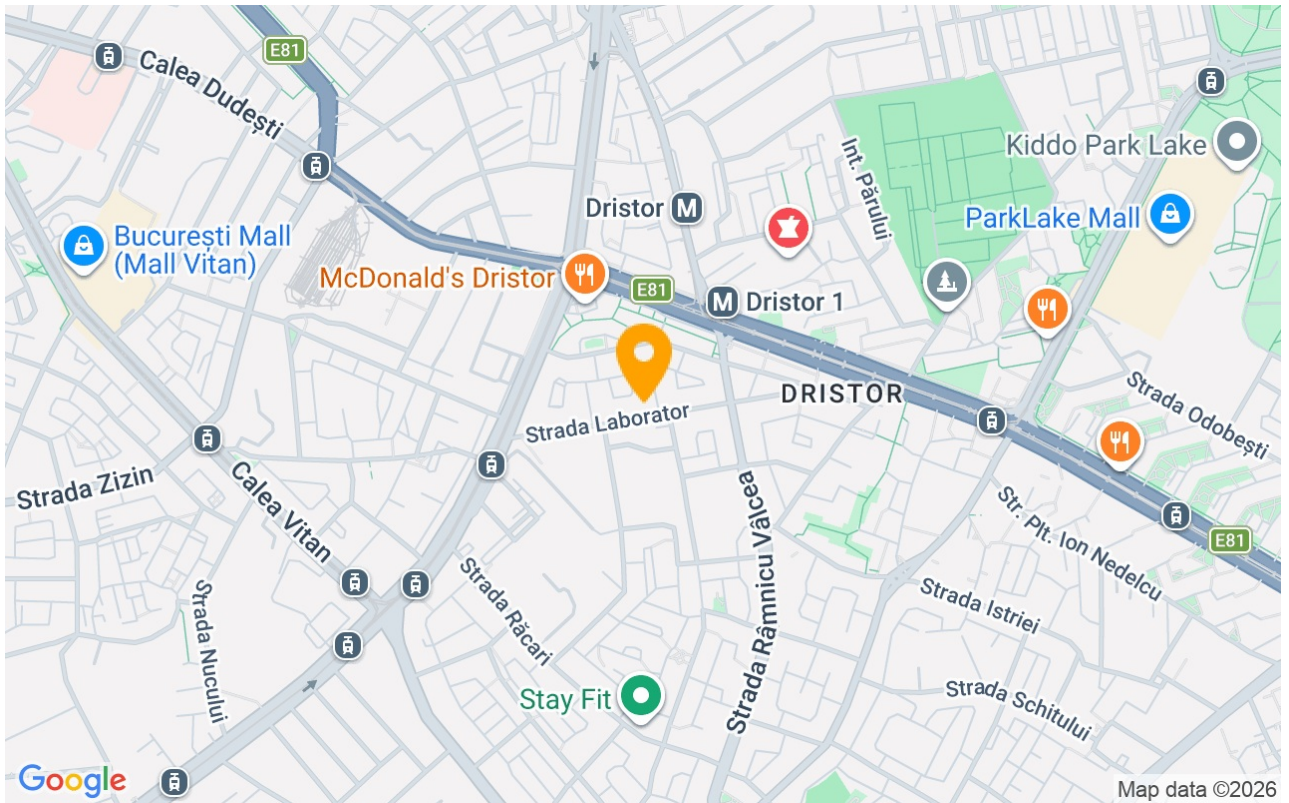 E81
Calea Dudești
Kiddo Park Lake
Int. Părului
Dristor M
ParkLake Mall
București Mall
(Mall Vitan)
McDonald's Dristor
E81
M Dristor 1
DRISTOR
Strada Odobești
Strada Laborator
Strada Zizin
Calea Vitan
Strada Râmnicu Vâlcea
Str. Plt. Ion Nedelcu
E81
Strada Nucului
Strada Răcari
Strada Istriei
Strada Schitului
Stay Fit
Google
Map data ©2026